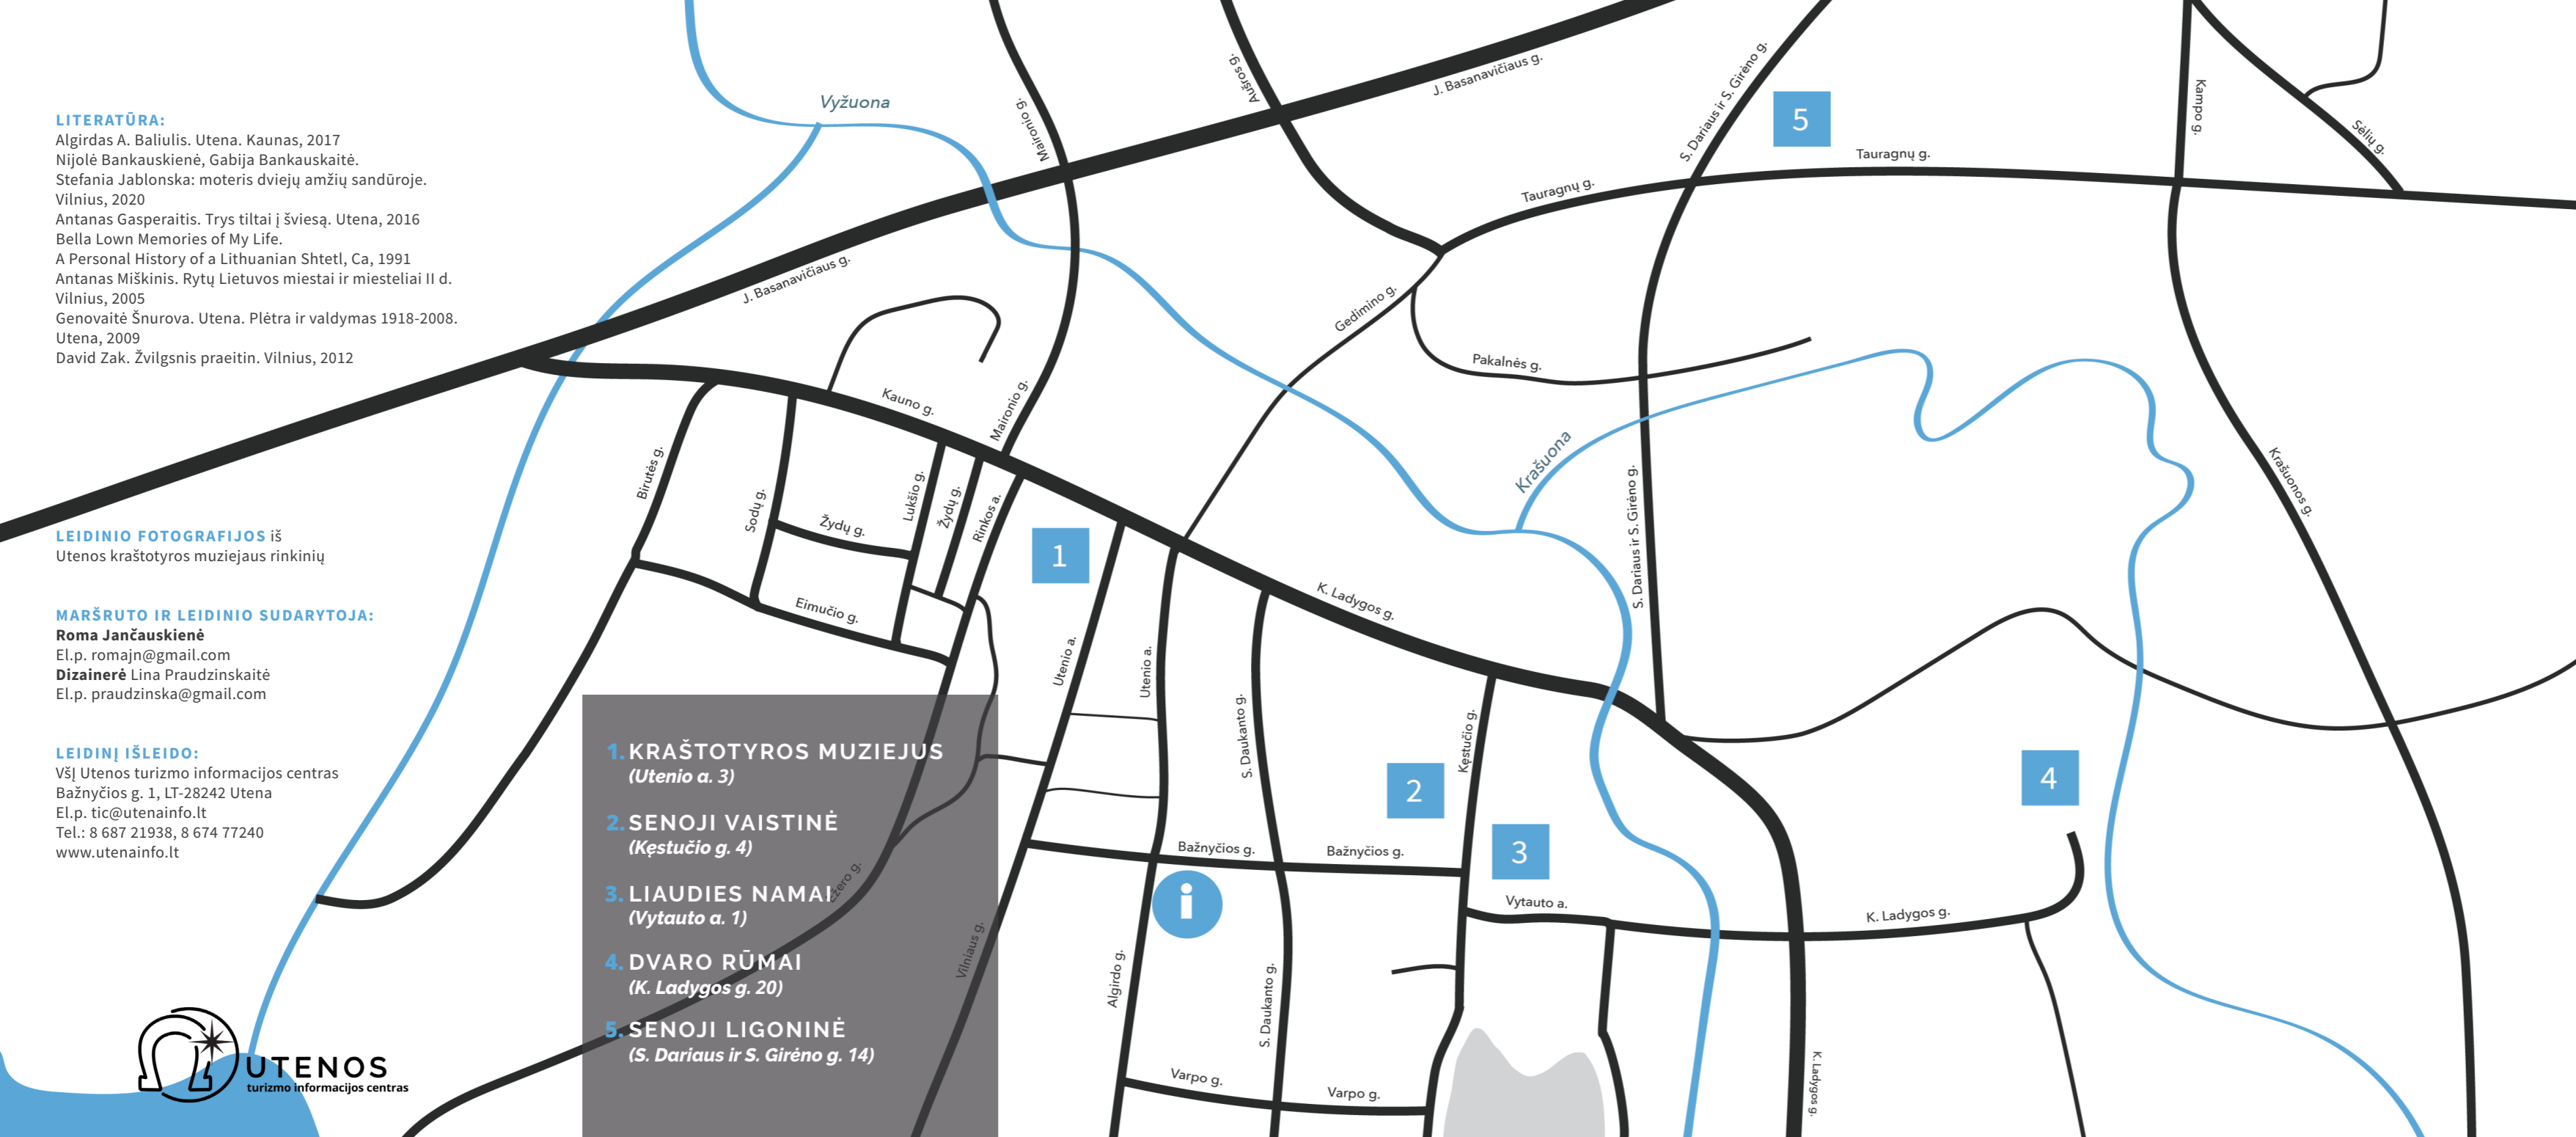 LITERATŪRA:
Algirdas A. Baliulis. Utena. Kaunas, 2017
Nijolė Bankauskienė, Gabija Bankauskaitė.
Stefania Jablonska: moteris dviejų amžių sandūroje.
Vilnius, 2020
Antanas Gasperaitis. Trys tiltai į šviesą. Utena, 2016
Bella Lown Memories of My Life.
A Personal History of a Lithuanian Shtetl, Ca, 1991
Antanas Miškinis. Rytų Lietuvos miestai ir miesteliai II d.
Vilnius, 2005
Genovaitė Šnurova. Utena. Plėtra ir valdymas 1918-2008.
Utena, 2009
David Zak. Žvilgsnis praeitin. Vilnius, 2012
LEIDINIO FOTOGRAFIJOS iš
Utenos kraštotyros muziejaus rinkinių
MARŠRUTO IR LEIDINIO SUDARYTOJA:
Roma Jančauskienė
El.p. romajn@gmail.com
Dizainerė Lina Praudzinskaitė
El.p. praudzinska@gmail.com
LEIDINĮ IŠLEIDO:
VšĮ Utenos turizmo informacijos centras
Bažnyčios g. 1, LT-28242 Utena
El.p. tic@utenainfo.lt
Tel.: 8 687 21938, 8 674 77240
www.utenainfo.lt
UTENOS
turizmo informacijos centras
1. KRAŠTOTYROS MUZIEJUS
(Utenio a. 3)
2. SENOJI VAISTINĖ
(Kęstučio g. 4)
3. LIAUDIES NAMAI
(Vytauto a. 1)
4. DVARO RŪMAI
(K. Ladygos g. 20)
5. SENOJI LIGONINĖ
(S. Dariaus ir S. Girėno g. 14)
Vyžuona
Maironio g.
Aušros g.
J. Basanavičiaus g.
S. Dariaus ir S. Girėno g.
5
Tauragnų g.
Kampo g.
Sėlių g.
Tauragnų g.
J. Basanavičiaus g.
Gedimino g.
Pakalnės g.
Kauno g.
Maironio g.
Krašuona
Krašuonos g.
Birutės g.
Sodų g.
Žydų g.
Lukšio g.
Žydų g.
Rinkos a.
1
S. Dariaus ir S. Girėno g.
Eimučio g.
K. Ladygos g.
Utenio a.
Utenio a.
S. Daukanto g.
Kęstučio g.
2
4
3
Bažnyčios g.
Bažnyčios g.
i
Vytauto a.
K. Ladygos g.
Vilniaus g.
Algirdo g.
S. Daukanto g.
Varpo g.
Varpo g.
K. Ladygos g.